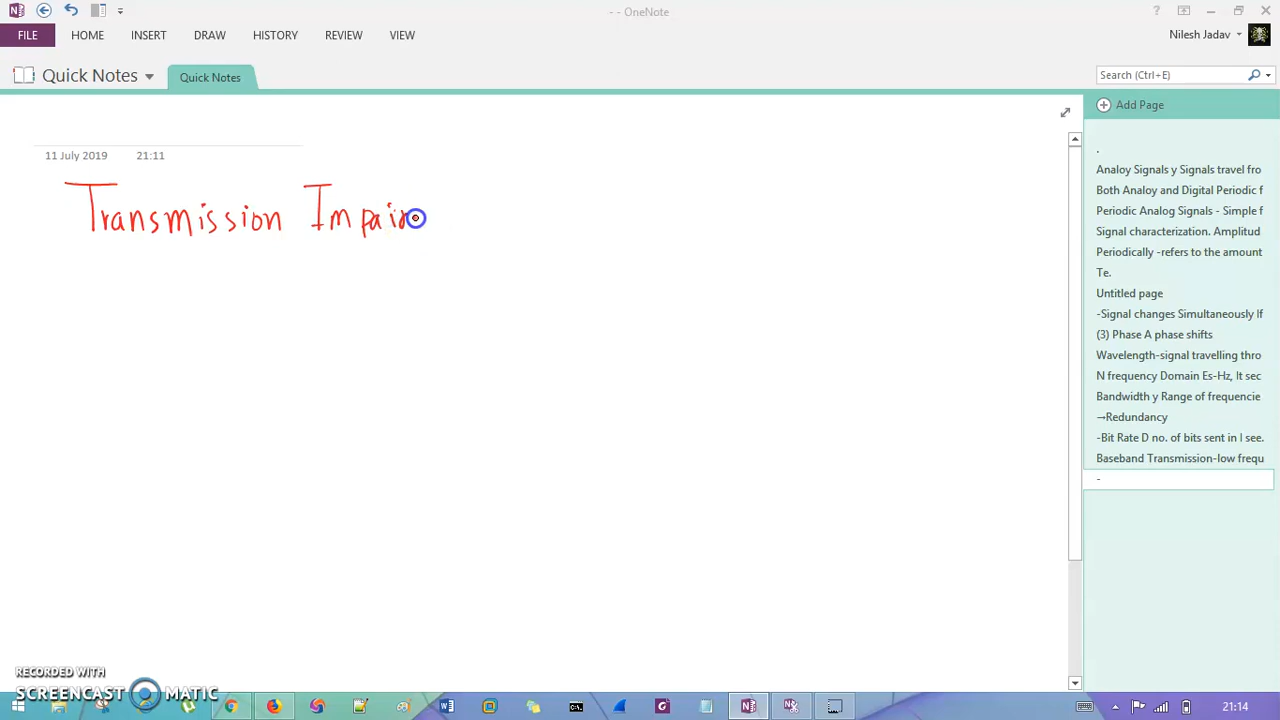 - - OneNote
FILE HOME INSERT DRAW HISTORY REVIEW VIEW
Nilesh Jadav
Quick Notes Quick Notes
Search (Ctrl+E)
Add Page
11 July 2019 21:11
Transmission Impair
.
Analoy Signals y Signals travel fro
Both Analoy and Digital Periodic f
Periodic Analog Signals - Simple f
Signal characterization. Amplitud
Periodically -refers to the amount
Te.
Untitled page
-Signal changes Simultaneously If
(3) Phase A phase shifts
Wavelength-signal travelling thro
N frequency Domain Es-Hz, It sec
Bandwidth y Range of frequencie
→Redundancy
-Bit Rate D no. of bits sent in I see.
Baseband Transmission-low frequ
-
RECORDED WITH
SCREENCAST MATIC
21:14